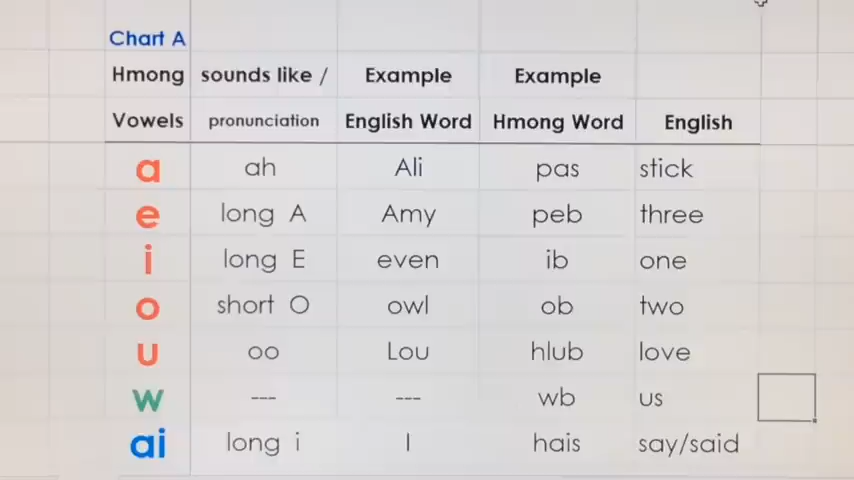 Chart A
Hmong sounds like / Example Example
Vowels pronunciation English Word Hmong Word English
a ah Ali pas stick
e long A Amy peb three
i long E even ib one
o short O owl ob two
u oo Lou hlub love
w --- --- wb us
ai long i I hais say/said